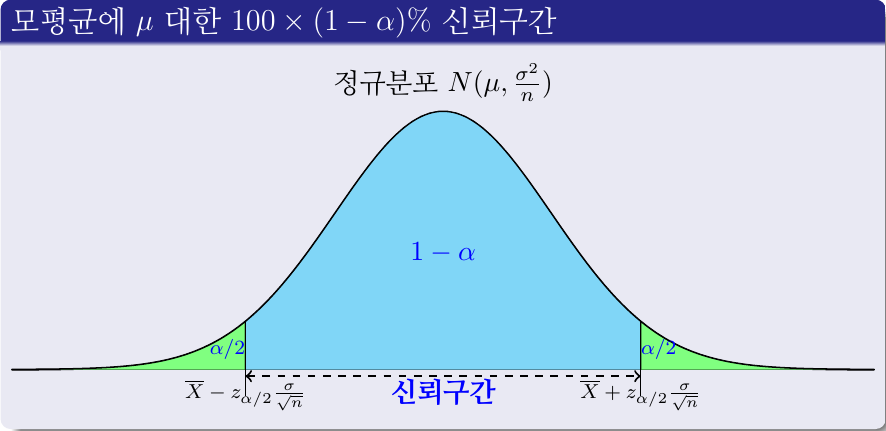 모평균에 μ 대한 100 × (1 − α)% 신뢰구간
정규분포 N(μ, σ²/n)
1 − α
α/2
α/2
X̅ − z_{α/2} σ/√n
신뢰구간
X̅ + z_{α/2} σ/√n